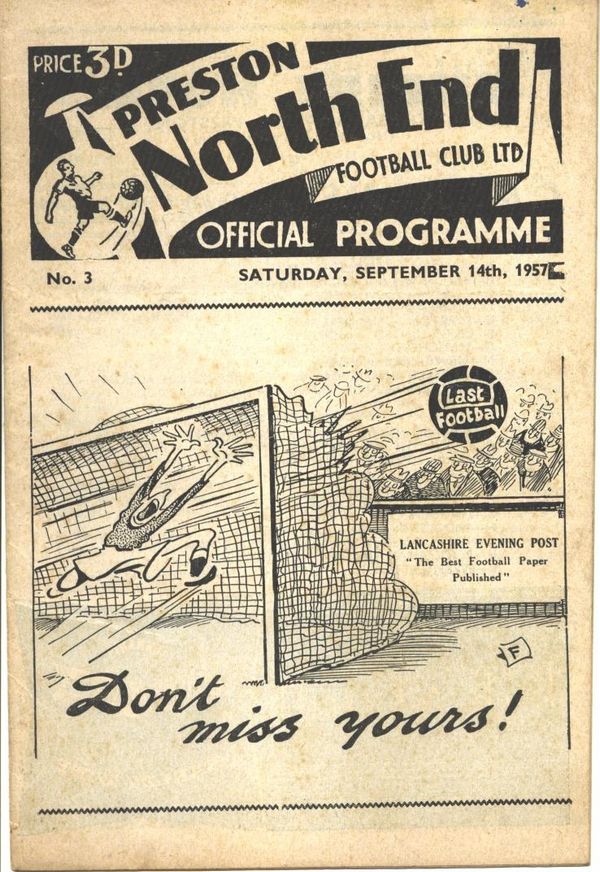 PRICE 3D
PRESTON
North End
FOOTBALL CLUB LTD
OFFICIAL PROGRAMME
No. 3
SATURDAY, SEPTEMBER 14th, 1957
Last
Football
LANCASHIRE EVENING POST
"The Best Football Paper
Published"
F
Don't
miss yours!